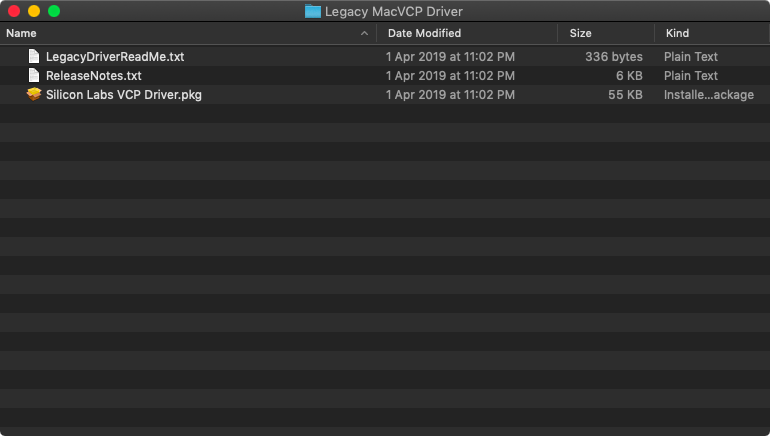 Legacy MacVCP Driver
Name Date Modified Size Kind
LegacyDriverReadMe.txt 1 Apr 2019 at 11:02 PM 336 bytes Plain Text
ReleaseNotes.txt 1 Apr 2019 at 11:02 PM 6 KB Plain Text
Silicon Labs VCP Driver.pkg 1 Apr 2019 at 11:02 PM 55 KB Installe...ackage